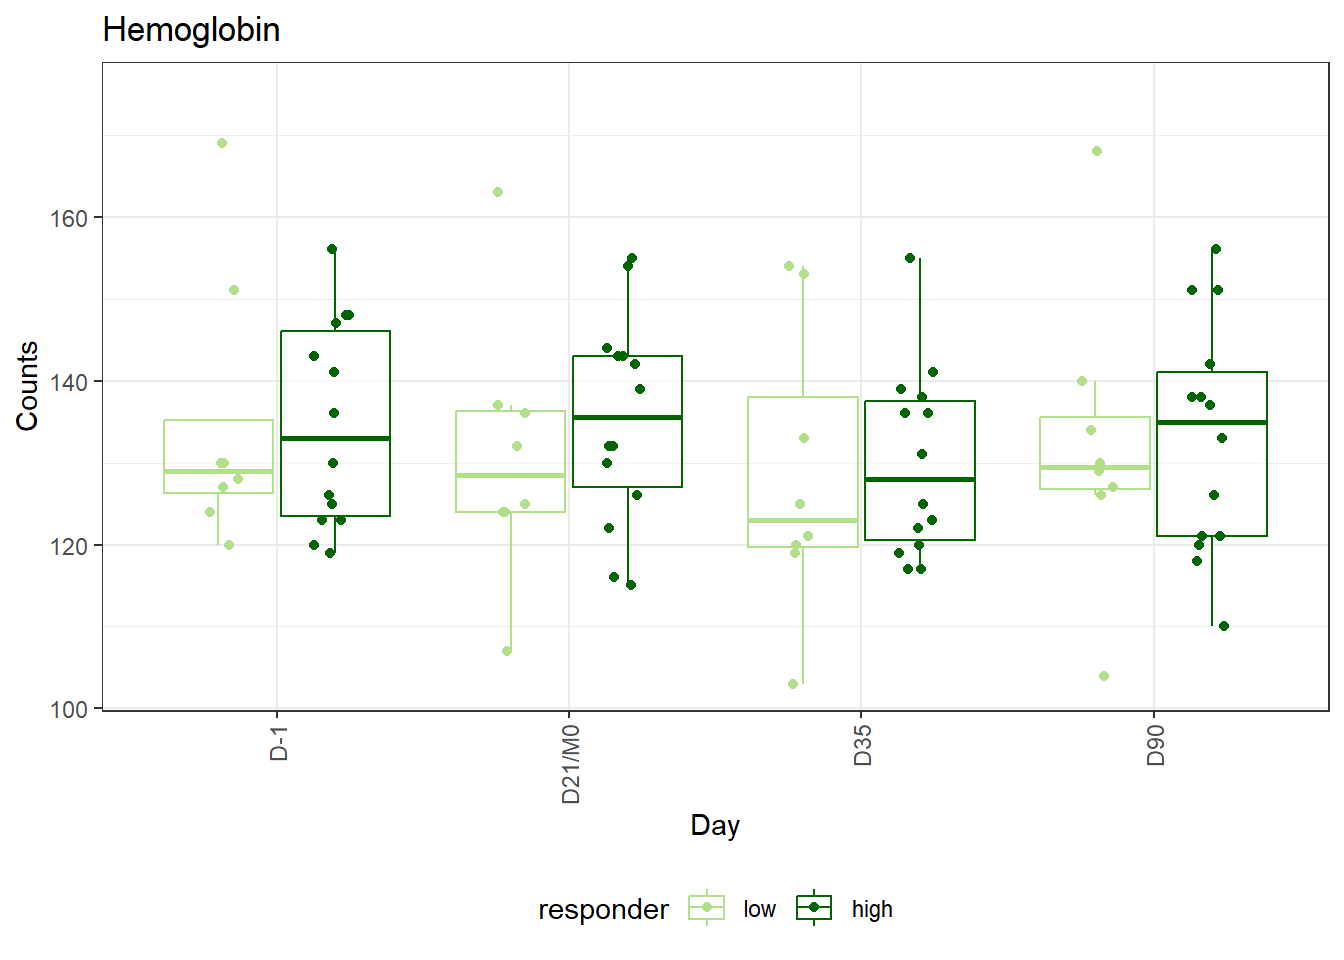 Hemoglobin
Counts
160
140
120
100
D-1
D21/M0
D35
D90
Day
responder low high